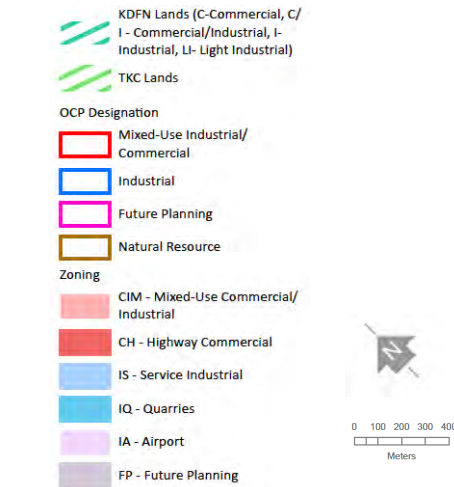 KDFN Lands (C-Commercial, C/
I - Commercial/Industrial, I-
Industrial, LI- Light Industrial)
TKC Lands
OCP Designation
Mixed-Use Industrial/
Commercial
Industrial
Future Planning
Natural Resource
Zoning
CIM - Mixed-Use Commercial/
Industrial
CH - Highway Commercial
IS - Service Industrial
IQ - Quarries
IA - Airport
FP - Future Planning
N
0 100 200 300 400
Meters